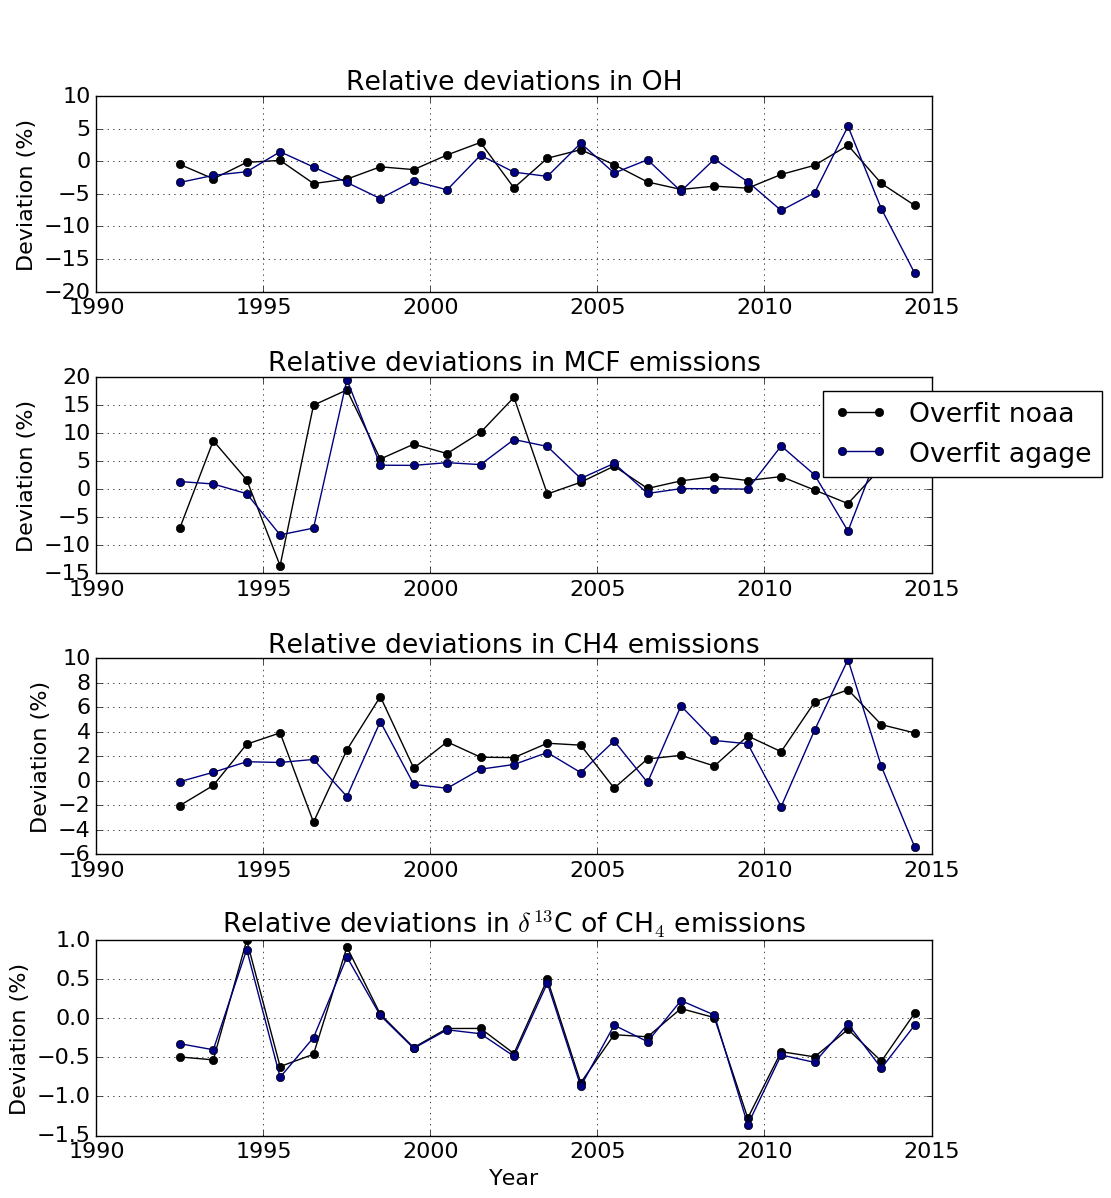 Relative deviations in OH
Deviation (%)
10
5
0
−5
−10
−15
−20
1990 1995 2000 2005 2010 2015
Relative deviations in MCF emissions
Deviation (%)
20
15
10
5
0
−5
−10
−15
1990 1995 2000 2005 2010 2015
Overfit noaa
Overfit agage
Relative deviations in CH4 emissions
Deviation (%)
10
8
6
4
2
0
−2
−4
−6
1990 1995 2000 2005 2010 2015
Relative deviations in δ¹³C of CH₄ emissions
Deviation (%)
1.0
0.5
0.0
−0.5
−1.0
−1.5
1990 1995 2000 2005 2010 2015
Year